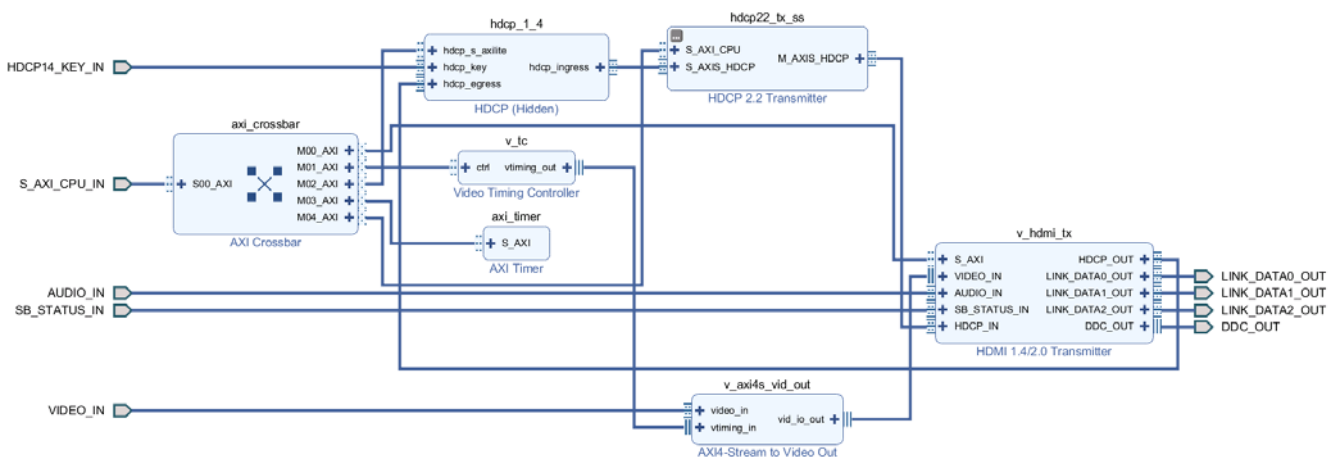 hdcp_1_4
hdcp_s_axilite
hdcp_key
hdcp_egress
hdcp_ingress
HDCP (Hidden)
hdcp22_tx_ss
...
S_AXI_CPU
S_AXIS_HDCP
M_AXIS_HDCP
HDCP 2.2 Transmitter
HDCP14_KEY_IN
axi_crossbar
S_AXI_CPU_IN
S00_AXI
M00_AXI
M01_AXI
M02_AXI
M03_AXI
M04_AXI
AXI Crossbar
v_tc
ctrl
vtiming_out
Video Timing Controller
axi_timer
S_AXI
AXI Timer
AUDIO_IN
SB_STATUS_IN
v_hdmi_tx
S_AXI
VIDEO_IN
AUDIO_IN
SB_STATUS_IN
HDCP_IN
HDCP_OUT
LINK_DATA0_OUT
LINK_DATA1_OUT
LINK_DATA2_OUT
DDC_OUT
HDMI 1.4/2.0 Transmitter
LINK_DATA0_OUT
LINK_DATA1_OUT
LINK_DATA2_OUT
DDC_OUT
VIDEO_IN
v_axi4s_vid_out
video_in
vtiming_in
vid_io_out
AXI4-Stream to Video Out